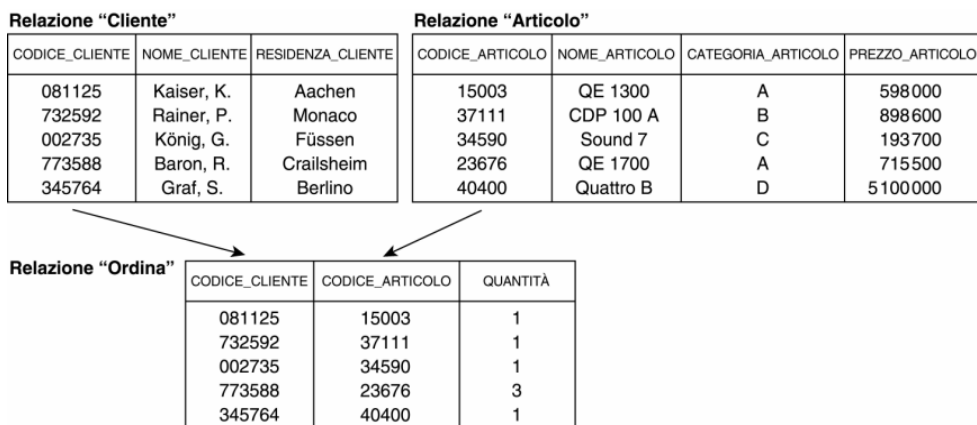 Relazione “Cliente”
CODICE_CLIENTE NOME_CLIENTE RESIDENZA_CLIENTE
081125 Kaiser, K. Aachen
732592 Rainer, P. Monaco
002735 König, G. Füssen
773588 Baron, R. Crailsheim
345764 Graf, S. Berlino
Relazione “Articolo”
CODICE_ARTICOLO NOME_ARTICOLO CATEGORIA_ARTICOLO PREZZO_ARTICOLO
15003 QE 1300 A 598000
37111 CDP 100 A B 898600
34590 Sound 7 C 193700
23676 QE 1700 A 715500
40400 Quattro B D 5100000
Relazione “Ordina”
CODICE_CLIENTE CODICE_ARTICOLO QUANTITÀ
081125 15003 1
732592 37111 1
002735 34590 1
773588 23676 3
345764 40400 1